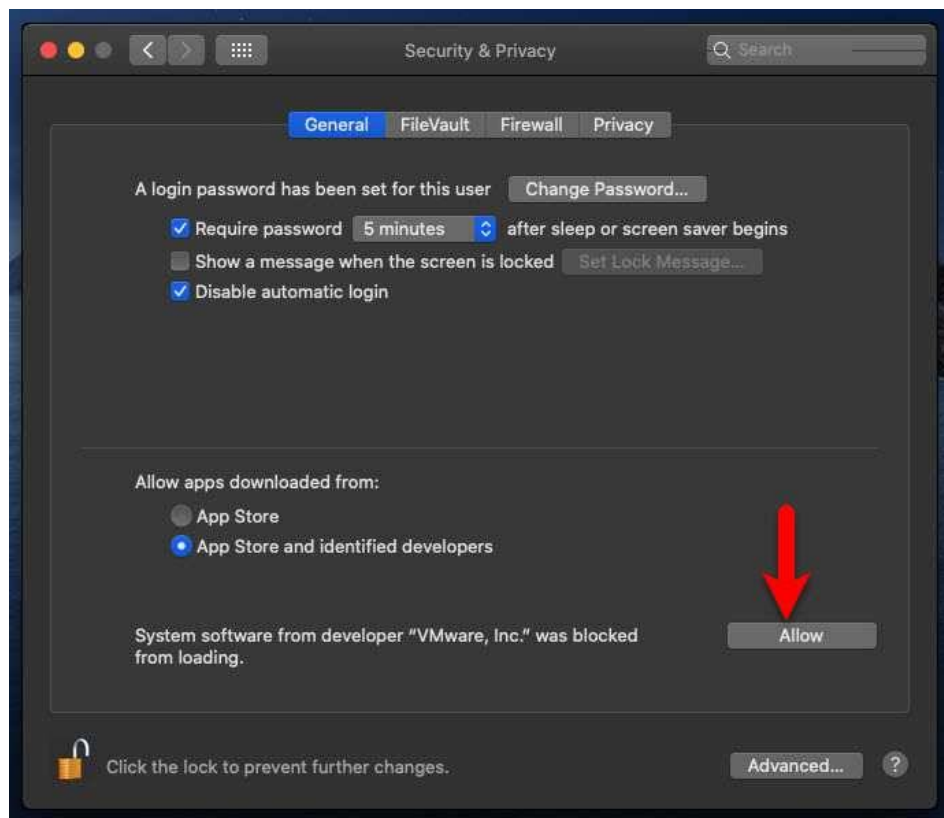 Security & Privacy
Search
General
FileVault
Firewall
Privacy
A login password has been set for this user
Change Password...
Require password
5 minutes
after sleep or screen saver begins
Show a message when the screen is locked
Set Lock Message...
Disable automatic login
Allow apps downloaded from:
App Store
App Store and identified developers
System software from developer “VMware, Inc.” was blocked
from loading.
Allow
Click the lock to prevent further changes.
Advanced...
?